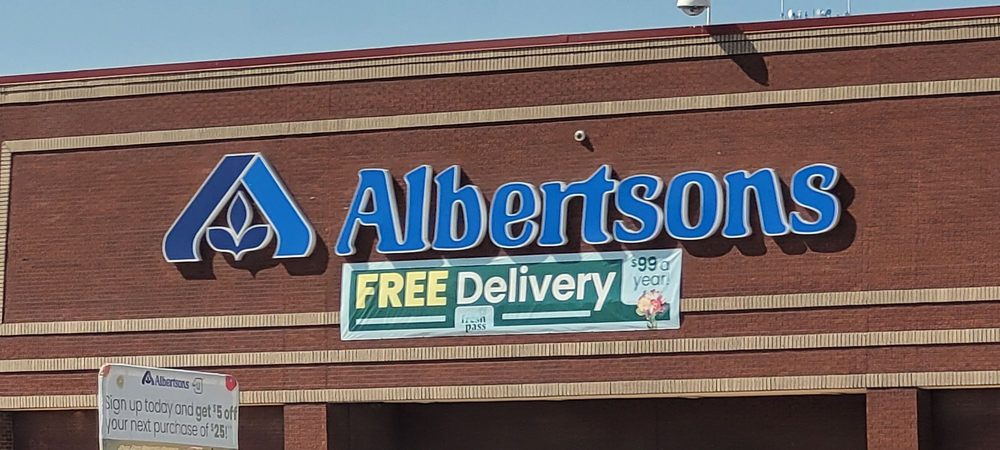 Albertsons
FREE Delivery
$99 a
year!
fresh
pass
Albertsons
Sign up today and get $5 off
your next purchase of $25!